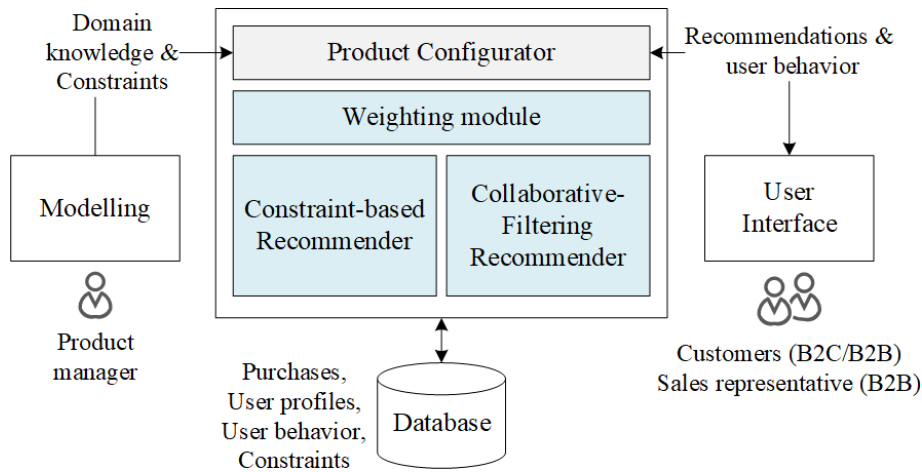 Domain
knowledge &
Constraints
Product Configurator
Recommendations &
user behavior
Weighting module
Modelling
Constraint-based
Recommender
Collaborative-
Filtering
Recommender
User
Interface
Product
manager
Customers (B2C/B2B)
Sales representative (B2B)
Purchases,
User profiles,
User behavior,
Constraints
Database